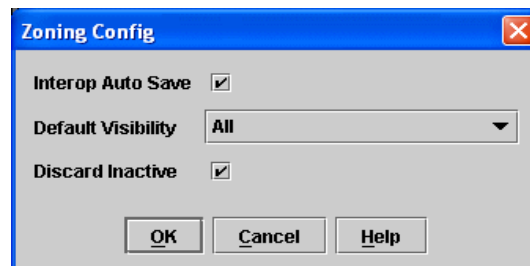 Zoning Config
Interop Auto Save
Default Visibility All
Discard Inactive
OK Cancel Help